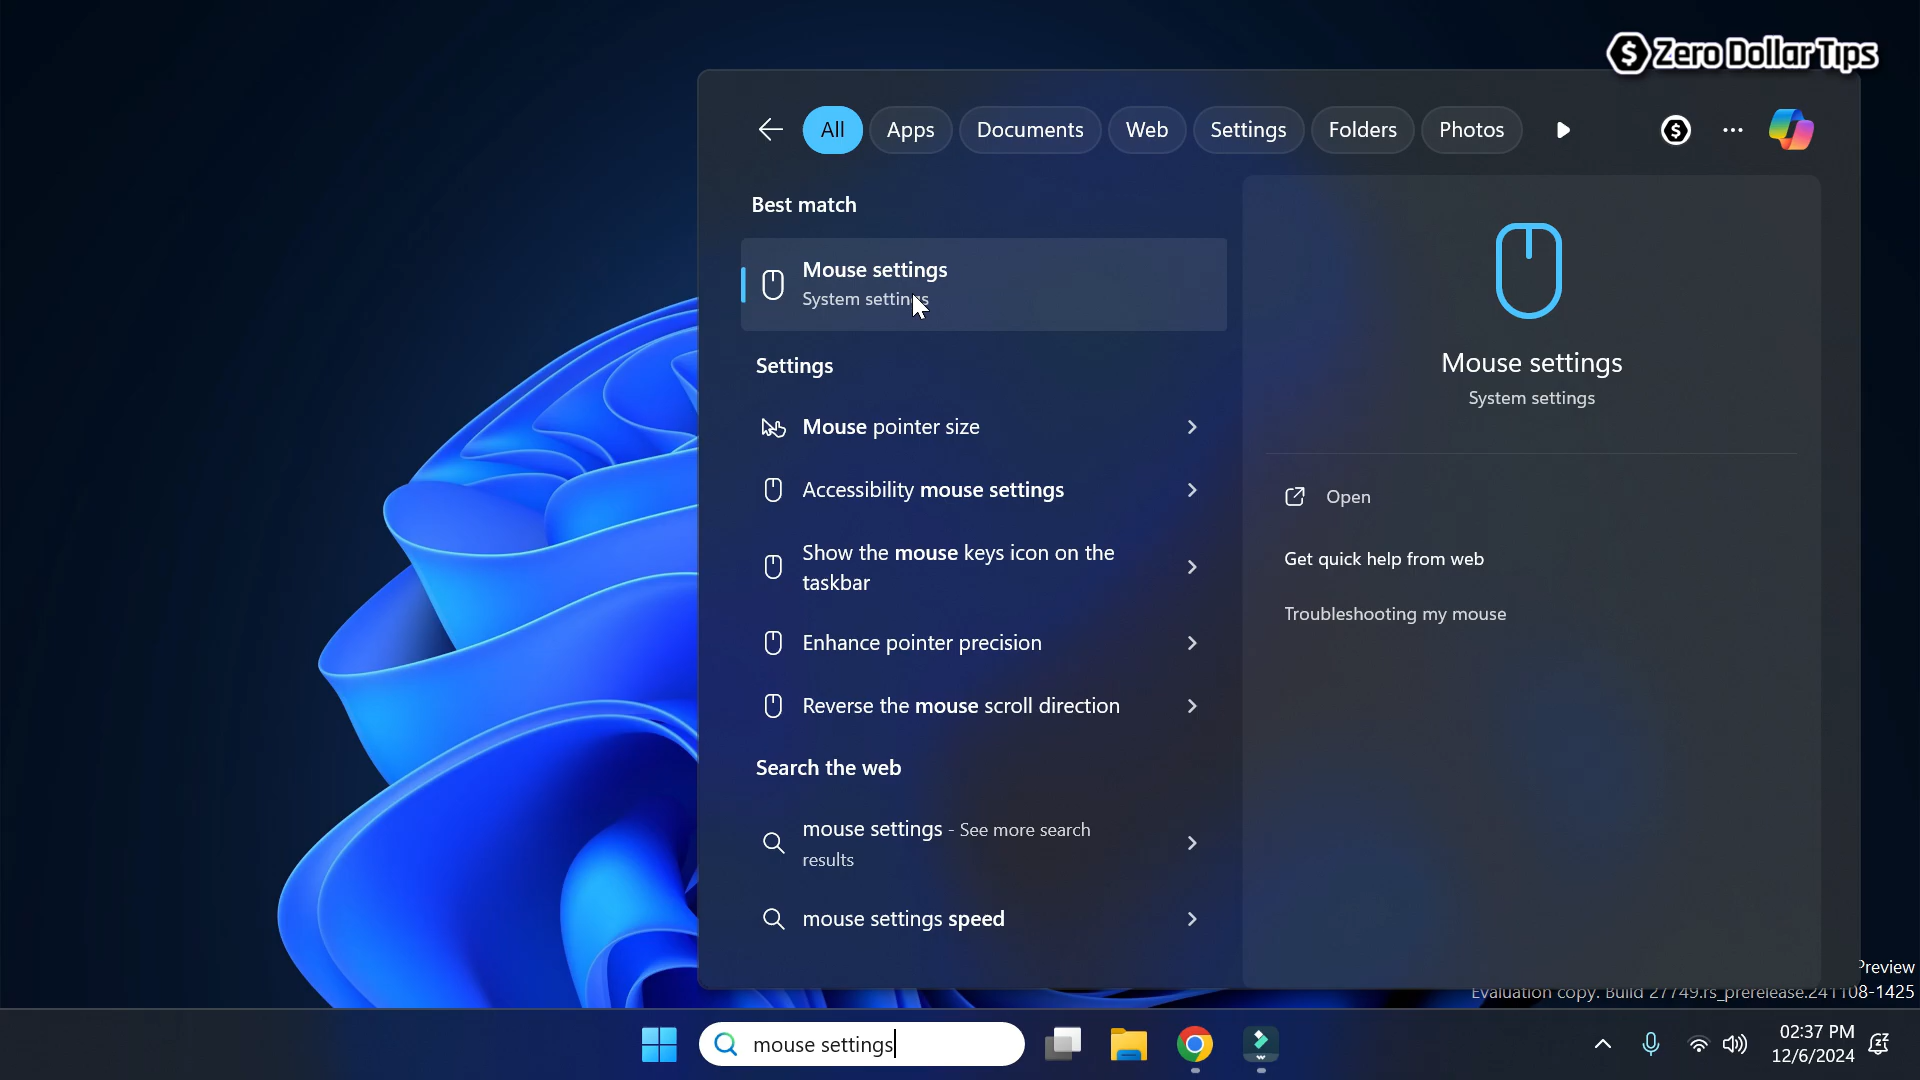 $ Zero Dollar Tips
All
Apps
Documents
Web
Settings
Folders
Photos
$
Best match
Mouse settings
System settings
Settings
Mouse pointer size
Accessibility mouse settings
Show the mouse keys icon on the
taskbar
Enhance pointer precision
Reverse the mouse scroll direction
Search the web
mouse settings - See more search
results
mouse settings speed
Mouse settings
System settings
Open
Get quick help from web
Troubleshooting my mouse
Preview
Evaluation copy. Build 27749.rs_prerelease.241108-1425
mouse settings
02:37 PM
12/6/2024